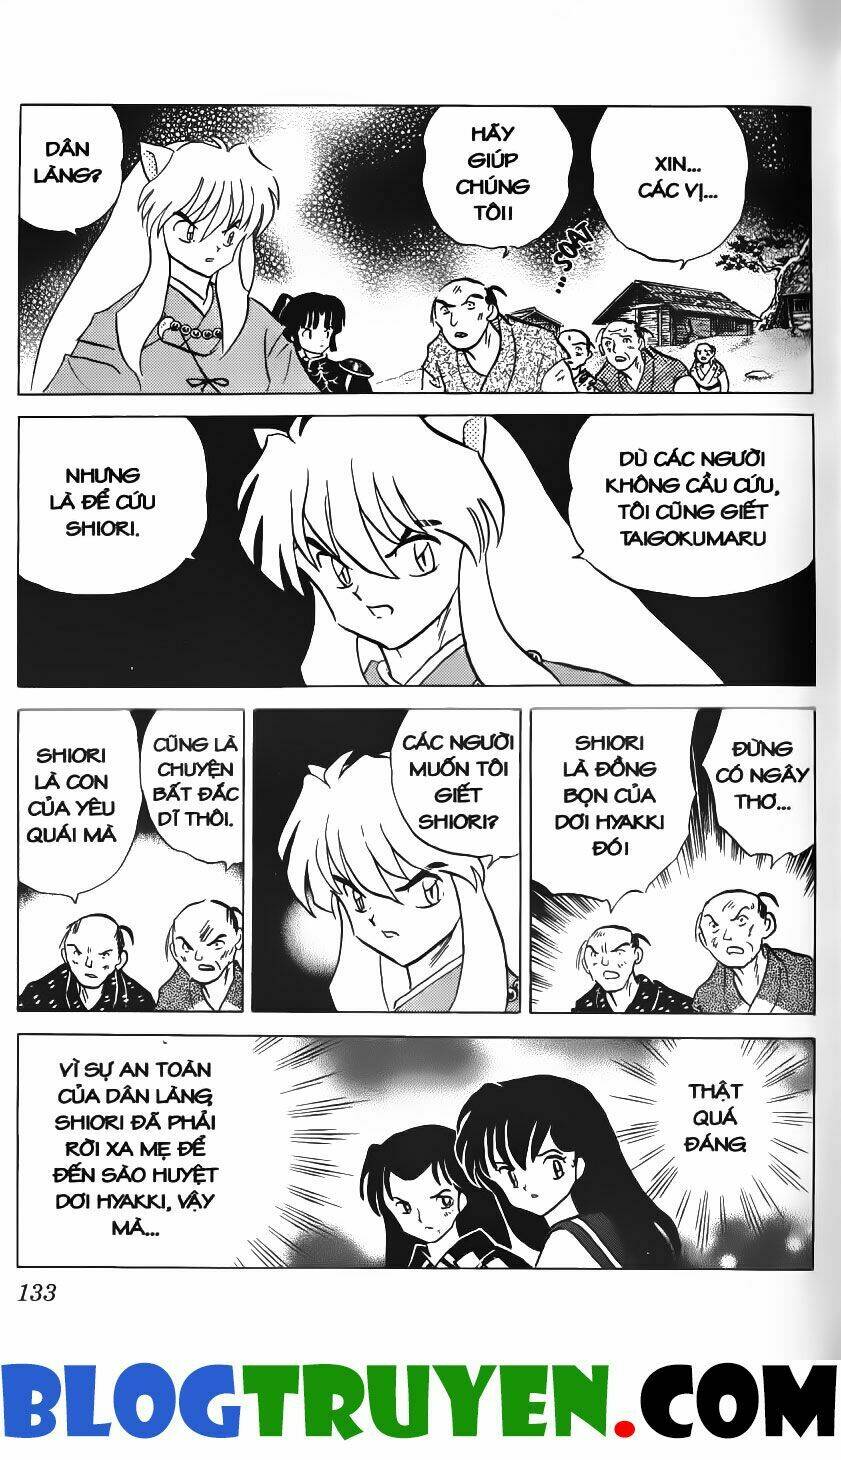 XIN...
CÁC VỊ...
HÃY
GIÚP
CHÚNG
TÔI!
...SOẠT
DÂN
LÀNG?
DÙ CÁC NGƯỜI
KHÔNG CẦU CỨU,
TÔI CŨNG GIẾT
TAIGOKUMARU
NHƯNG
LÀ ĐỂ CỨU
SHIORI.
ĐỪNG
CÓ NGÂY
THƠ...
SHIORI
LÀ ĐỒNG
BỌN CỦA
DƠI HYAKKI
ĐÓ!
CÁC NGƯỜI
MUỐN TÔI
GIẾT
SHIORI?
CŨNG LÀ
CHUYỆN
BẤT ĐẮC
DĨ THÔI.
SHIORI
LÀ CON
CỦA YÊU
QUÁI MÀ
THẬT
QUÁ
ĐÁNG.
VÌ SỰ AN TOÀN
CỦA DÂN LÀNG,
SHIORI ĐÃ PHẢI
RỜI XA MẸ ĐỂ
ĐẾN SÀO HUYỆT
DƠI HYAKKI, VẬY
MÀ...
133
BLOGTRUYEN.COM